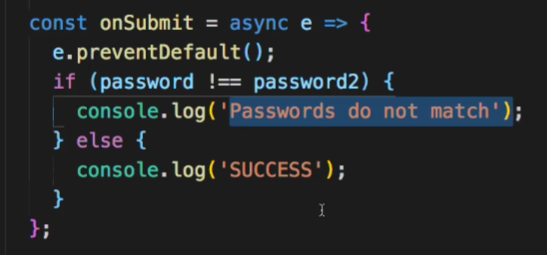 const onSubmit = async e => {
e.preventDefault();
if (password !== password2) {
console.log('Passwords do not match');
} else {
console.log('SUCCESS');
}
};